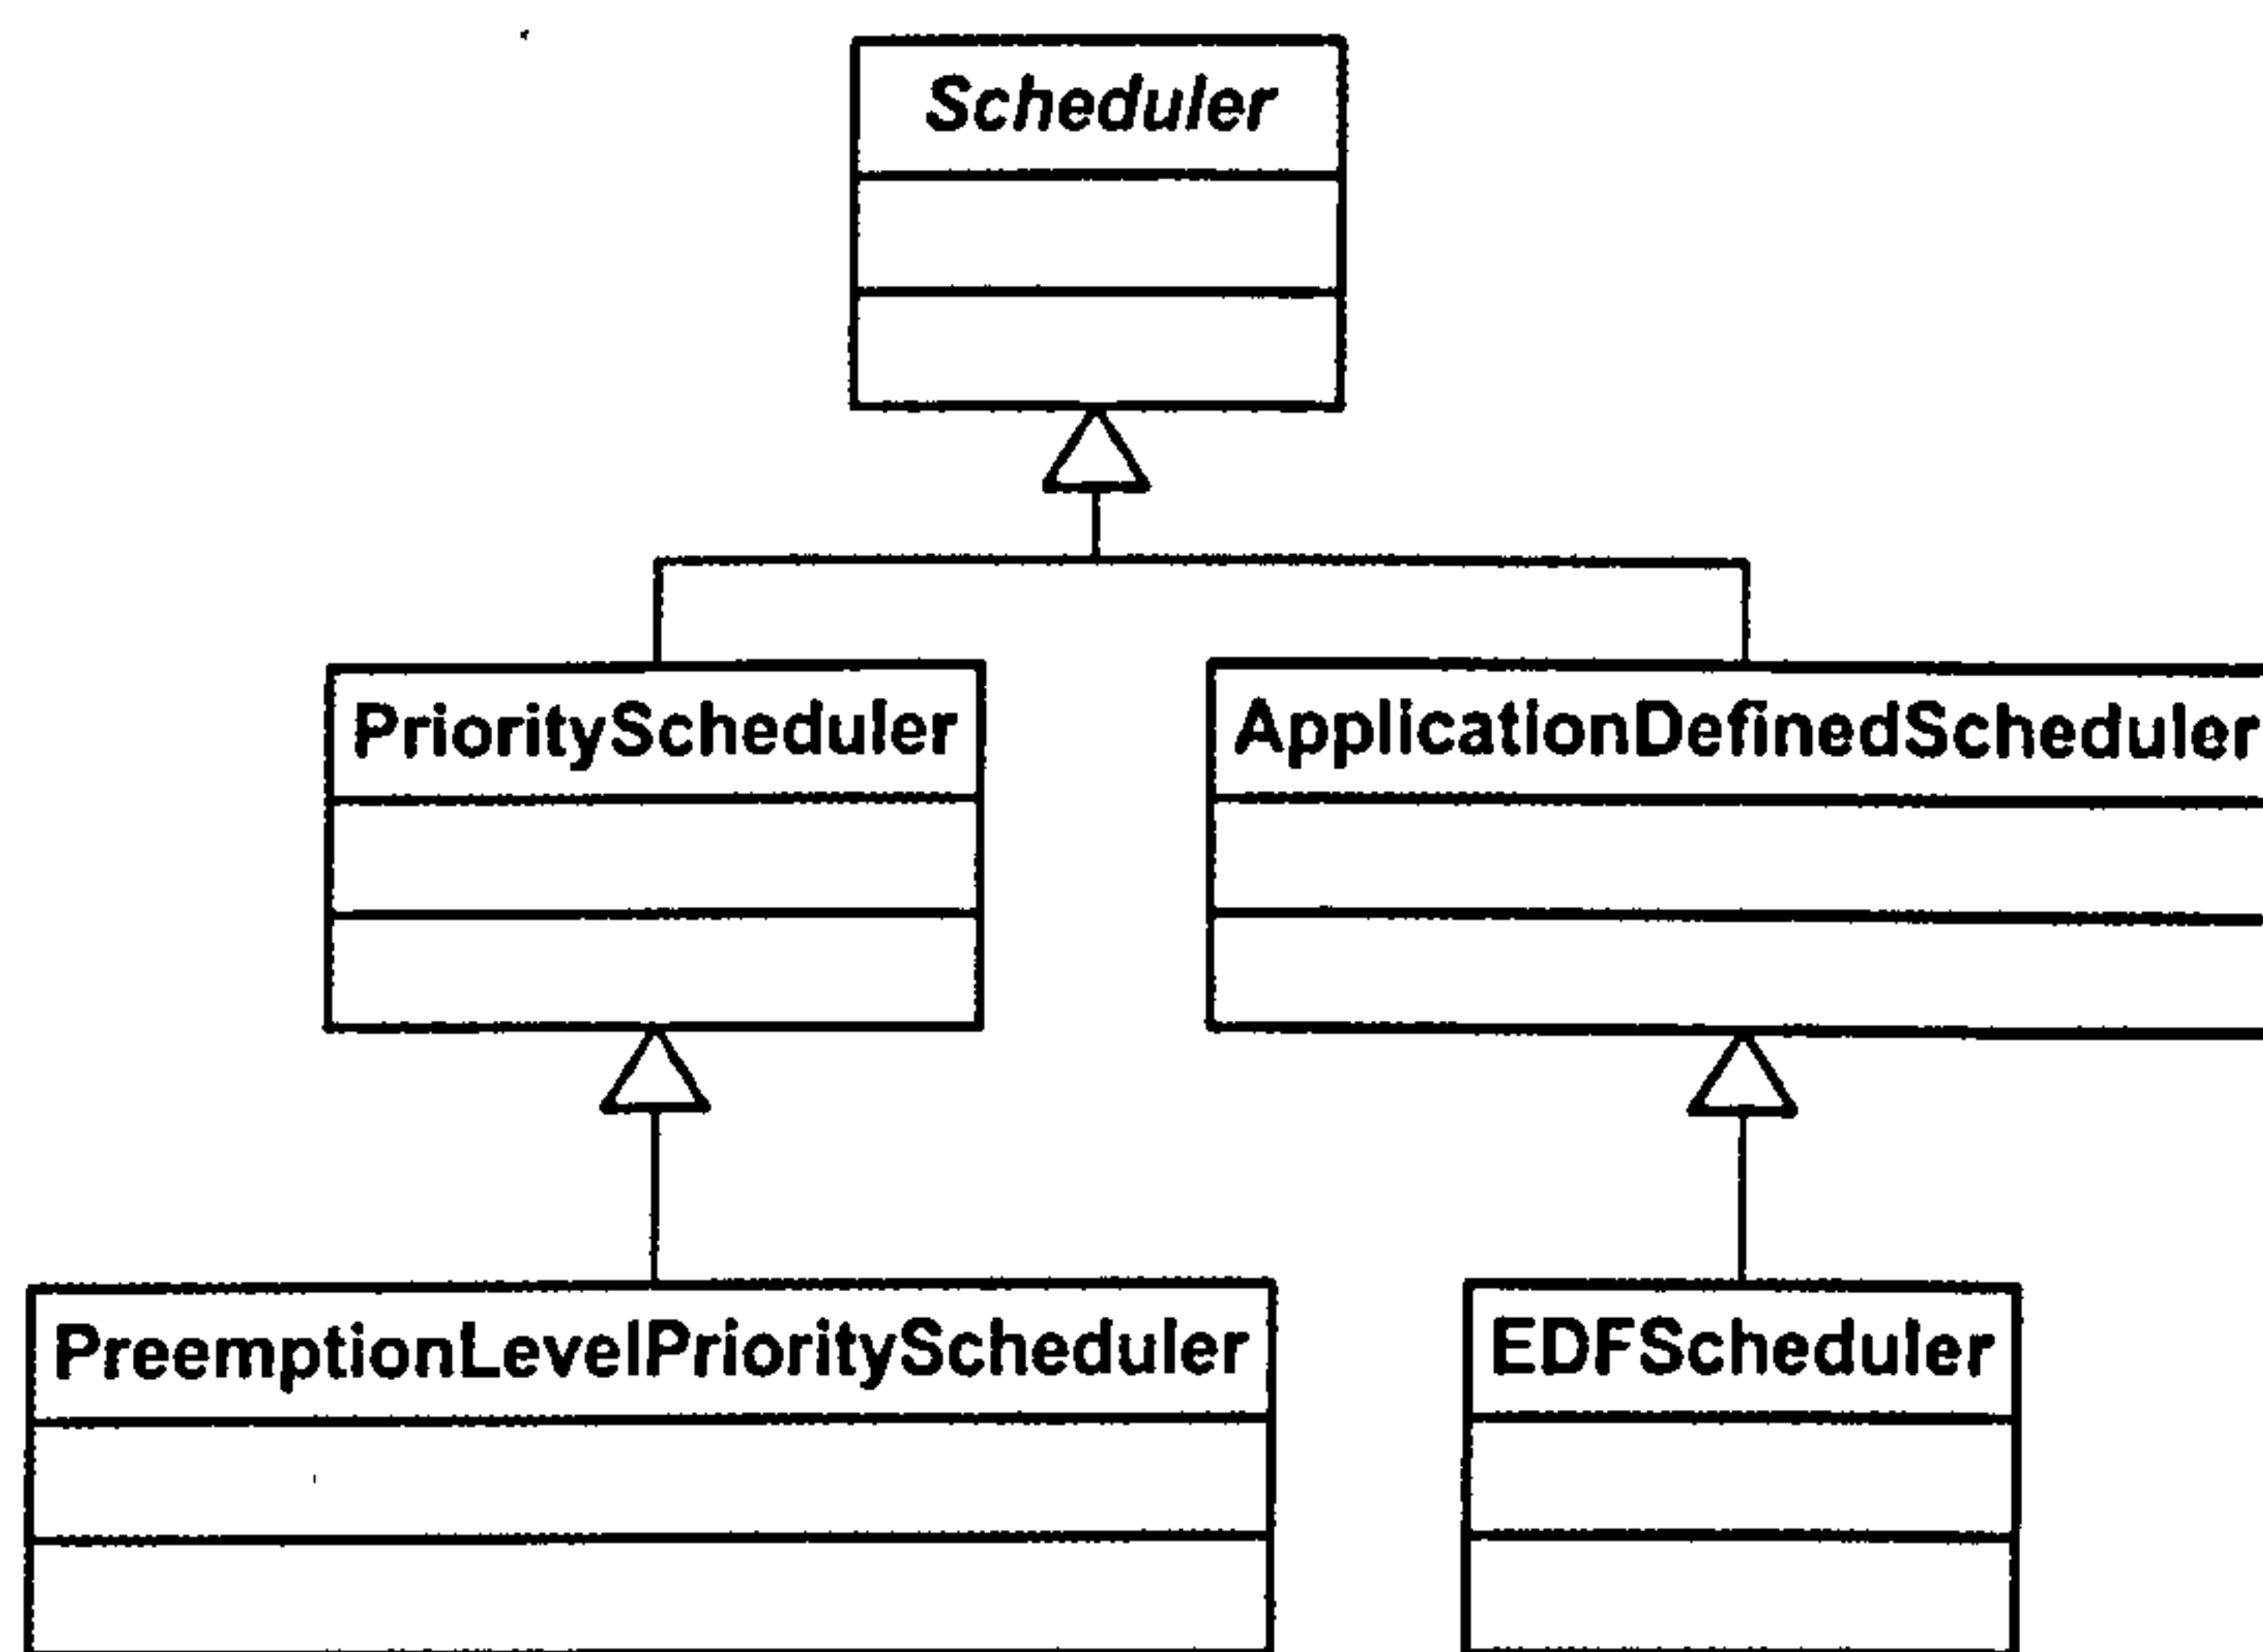 Scheduler
PriorityScheduler
ApplicationDefinedScheduler
PreemptionLevelPriorityScheduler
EDFScheduler